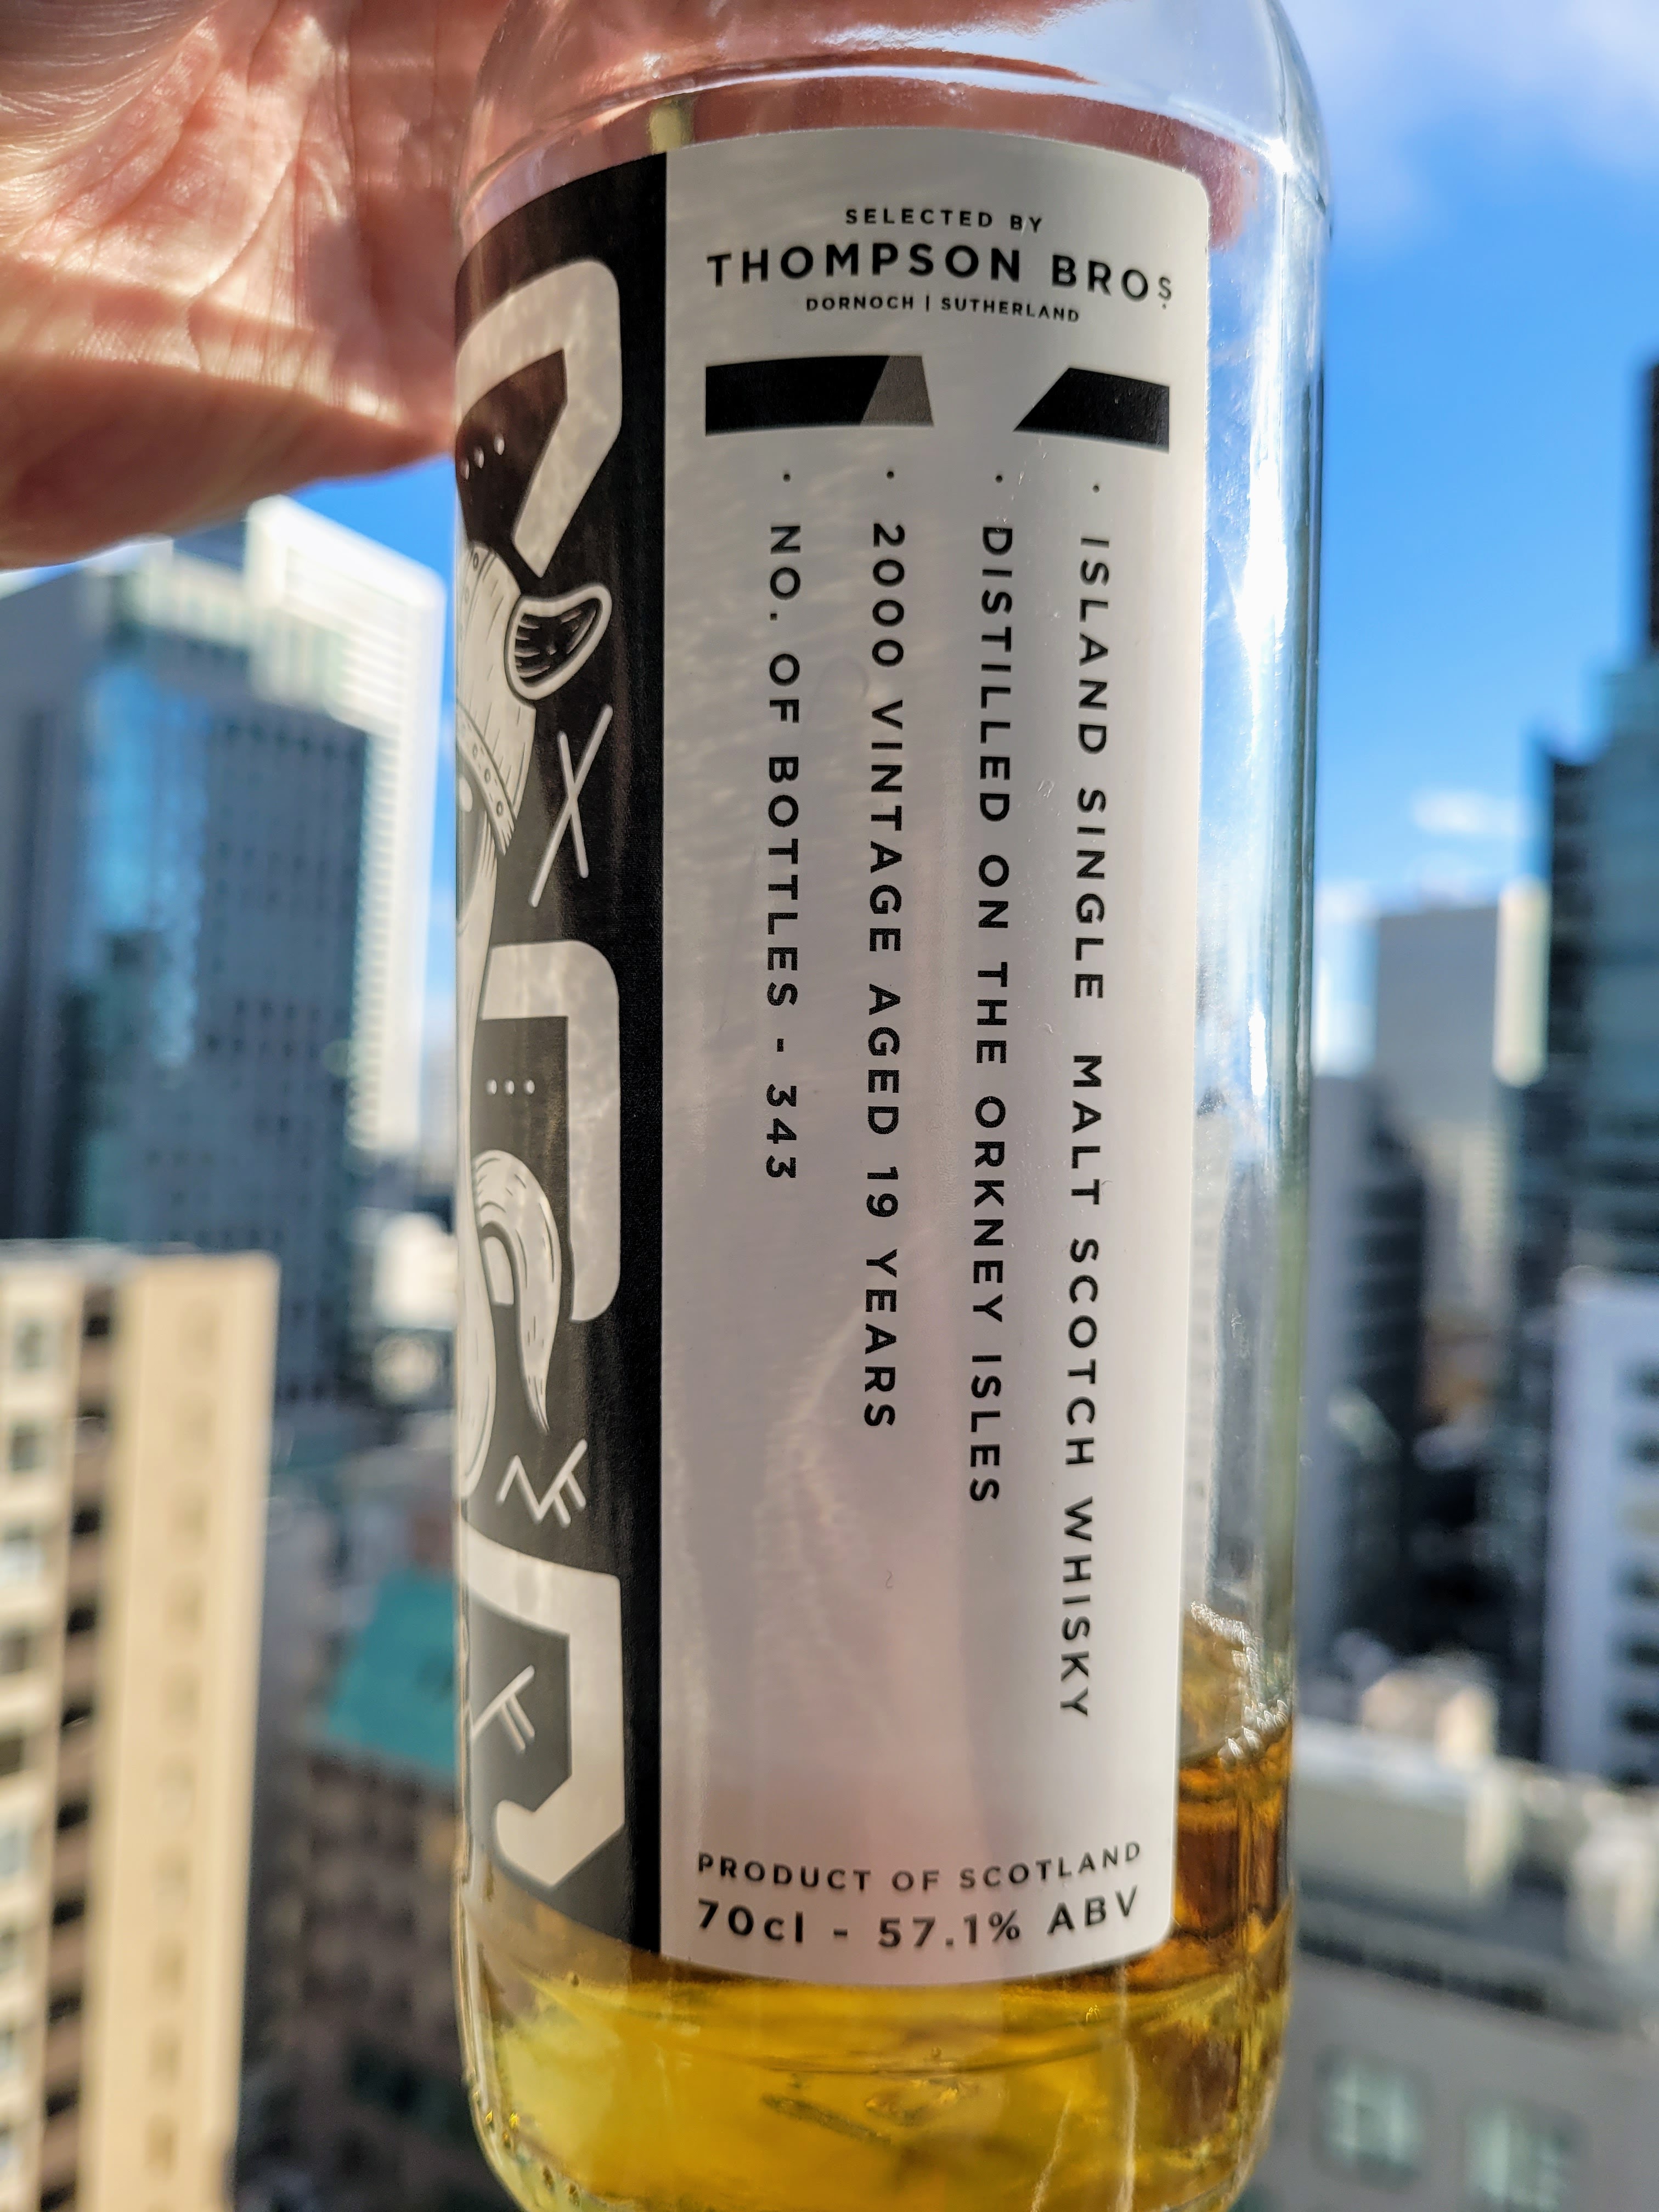 SELECTED BY
THOMPSON BROS
DORNOCH | SUTHERLAND
· ISLAND SINGLE MALT SCOTCH WHISKY
· DISTILLED ON THE ORKNEY ISLES
· 2000 VINTAGE AGED 19 YEARS
· NO. OF BOTTLES - 343
PRODUCT OF SCOTLAND
70cl - 57.1% ABV